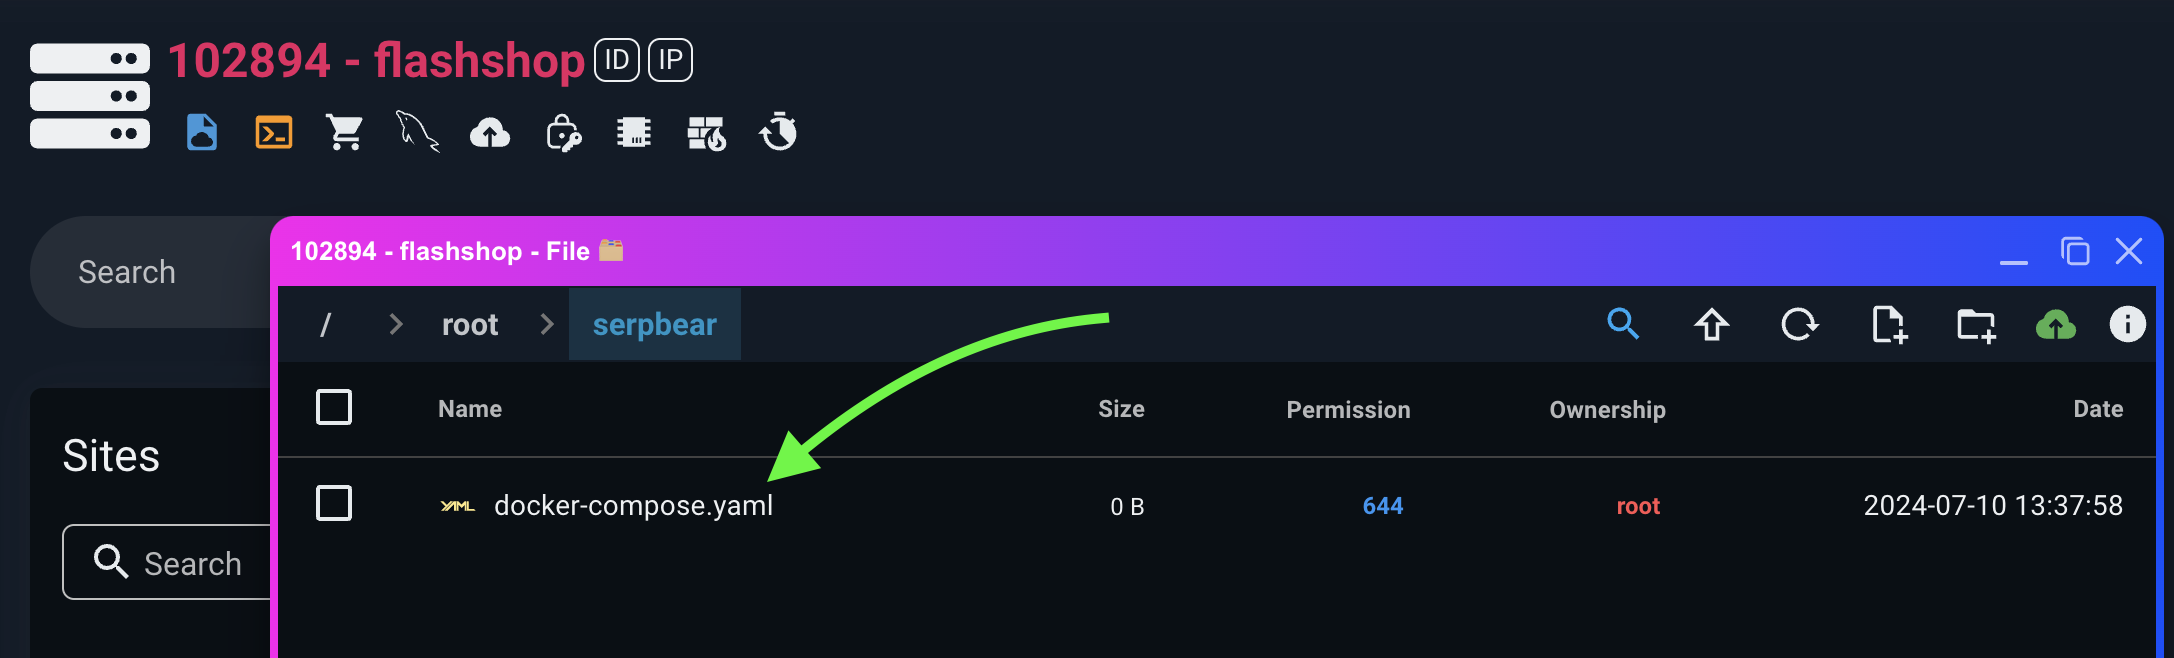 102894 - flashshop ID IP
Search
102894 - flashshop - File
/ root serpbear
Name Size Permission Ownership Date
Sites
YAML docker-compose.yaml 0 B 644 root 2024-07-10 13:37:58
Search